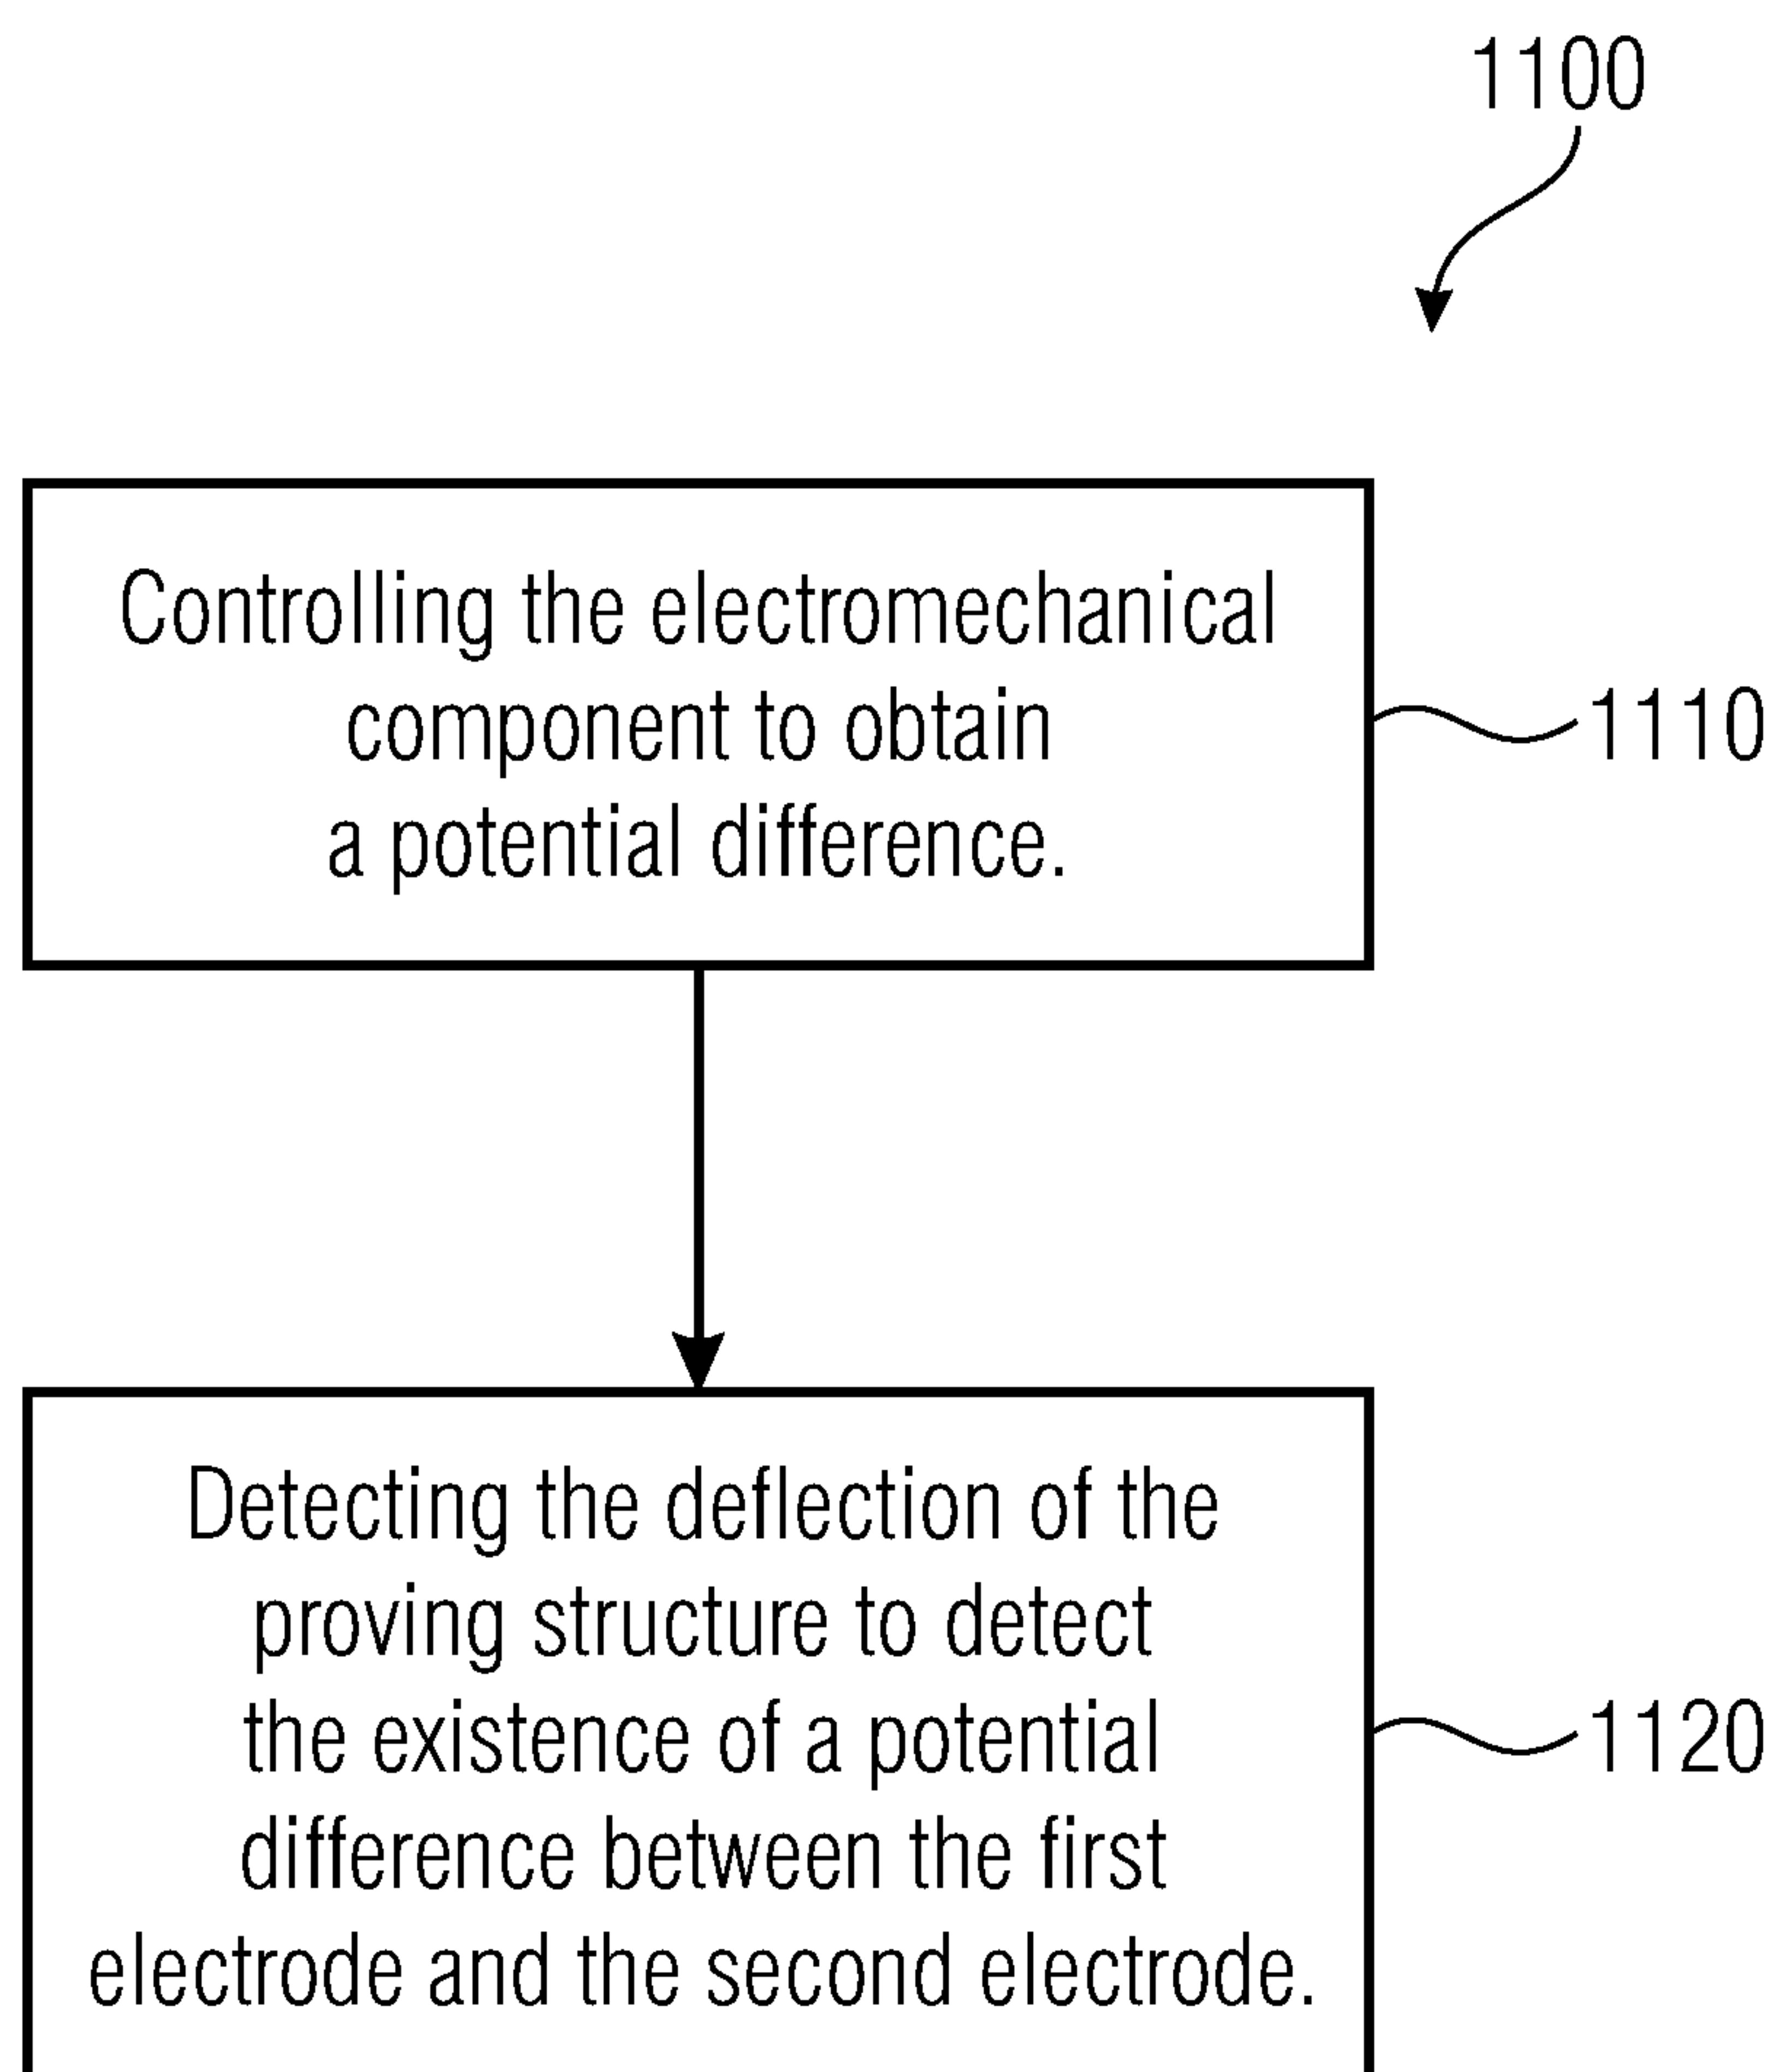 1100
Controlling the electromechanical
component to obtain
a potential difference.
1110
Detecting the deflection of the
proving structure to detect
the existence of a potential
difference between the first
electrode and the second electrode.
1120